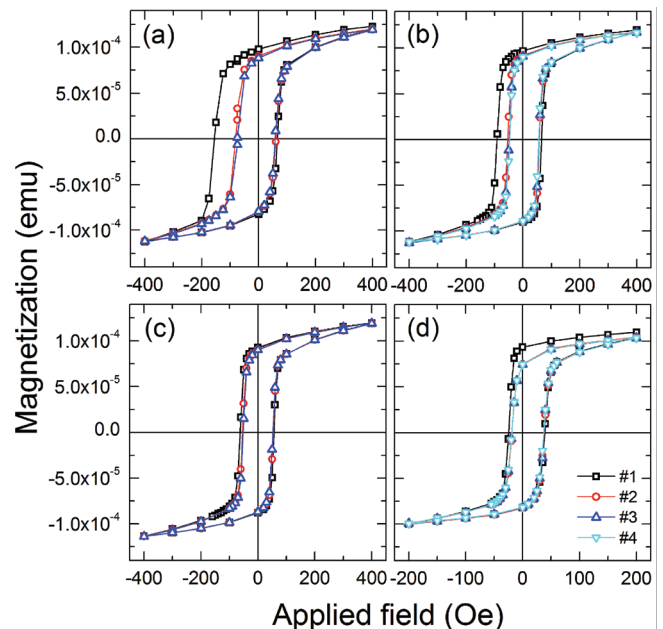 (a)
(b)
1.0x10⁻⁴
5.0x10⁻⁵
0.0
-5.0x10⁻⁵
-1.0x10⁻⁴
-400 -200 0 200 400
-400 -200 0 200 400
(c)
(d)
1.0x10⁻⁴
5.0x10⁻⁵
0.0
-5.0x10⁻⁵
-1.0x10⁻⁴
#1
#2
#3
#4
-400 -200 0 200 400
-200 -100 0 100 200
Magnetization (emu)
Applied field (Oe)